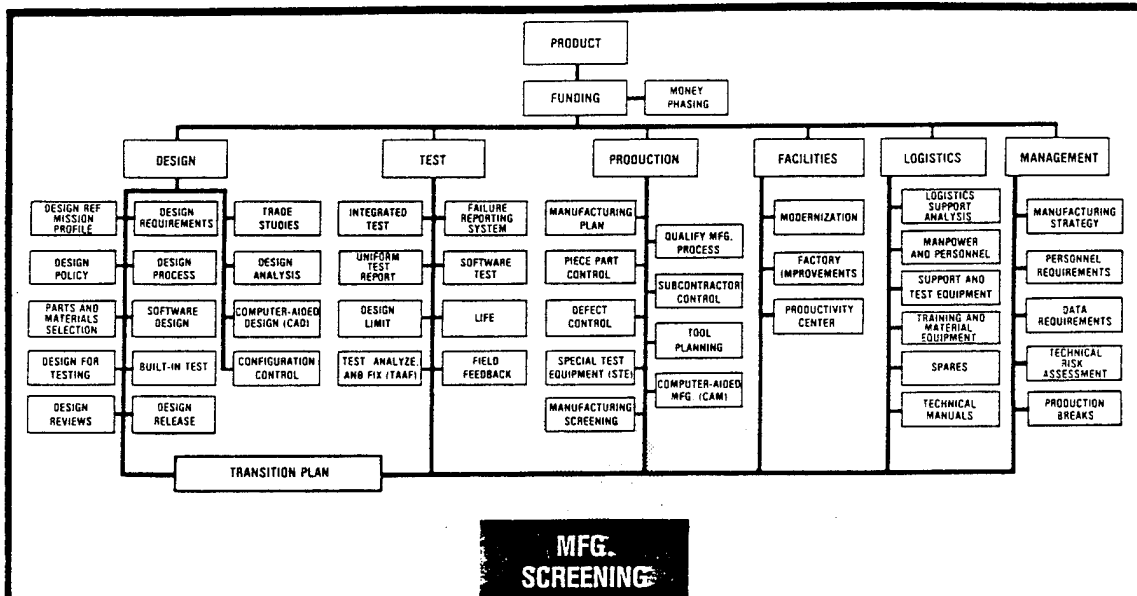 PRODUCT
FUNDING
MONEY
PHASING
DESIGN
TEST
PRODUCTION
FACILITIES
LOGISTICS
MANAGEMENT
DESIGN REF
MISSION
PROFILE
DESIGN
POLICY
PARTS AND
MATERIALS
SELECTION
DESIGN FOR
TESTING
DESIGN
REVIEWS
DESIGN
REQUIREMENTS
DESIGN
PROCESS
SOFTWARE
DESIGN
BUILT-IN TEST
DESIGN
RELEASE
TRADE
STUDIES
DESIGN
ANALYSIS
COMPUTER-AIDED
DESIGN (CAD)
CONFIGURATION
CONTROL
INTEGRATED
TEST
UNIFORM
TEST
REPORT
DESIGN
LIMIT
TEST ANALYZE,
AND FIX (TAAF)
FAILURE
REPORTING
SYSTEM
SOFTWARE
TEST
LIFE
FIELD
FEEDBACK
MANUFACTURING
PLAN
PIECE PART
CONTROL
DEFECT
CONTROL
SPECIAL TEST
EQUIPMENT (STE)
MANUFACTURING
SCREENING
QUALIFY MFG.
PROCESS
SUBCONTRACTOR
CONTROL
TOOL
PLANNING
COMPUTER-AIDED
MFG. (CAM)
MODERNIZATION
FACTORY
IMPROVEMENTS
PRODUCTIVITY
CENTER
LOGISTICS
SUPPORT
ANALYSIS
MANPOWER
AND PERSONNEL
SUPPORT AND
TEST EQUIPMENT
TRAINING AND
MATERIAL
EQUIPMENT
SPARES
TECHNICAL
MANUALS
MANUFACTURING
STRATEGY
PERSONNEL
REQUIREMENTS
DATA
REQUIREMENTS
TECHNICAL
RISK
ASSESSMENT
PRODUCTION
BREAKS
TRANSITION PLAN
MFG.
SCREENING